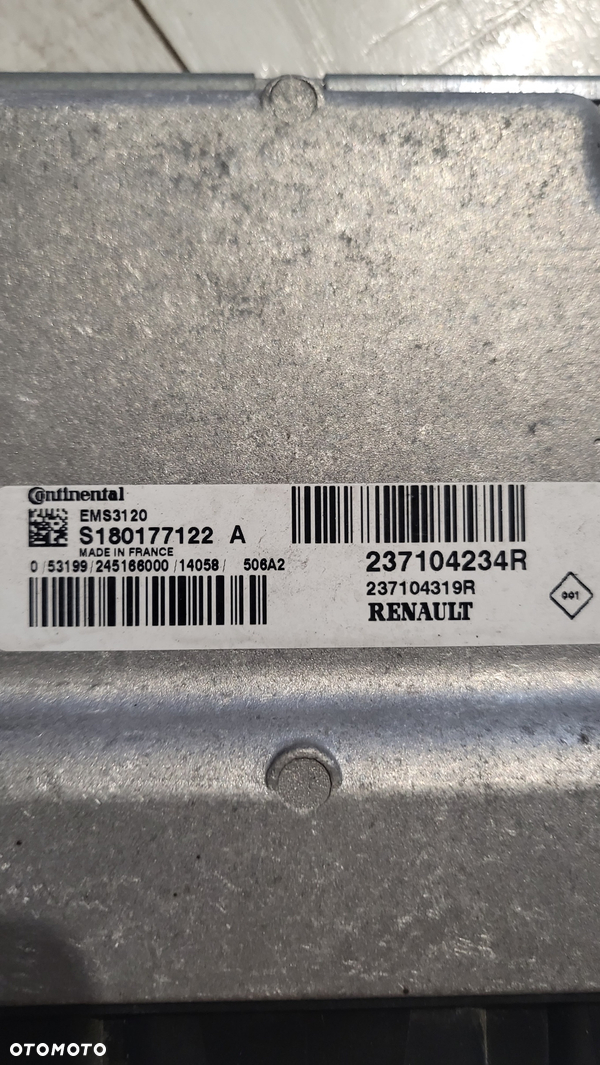 Continental
EMS3120
S180177122 A
MADE IN FRANCE
0 / 53199 / 245166000 / 14058 / 506A2
237104234R
237104319R
RENAULT
001
OTOMOTO